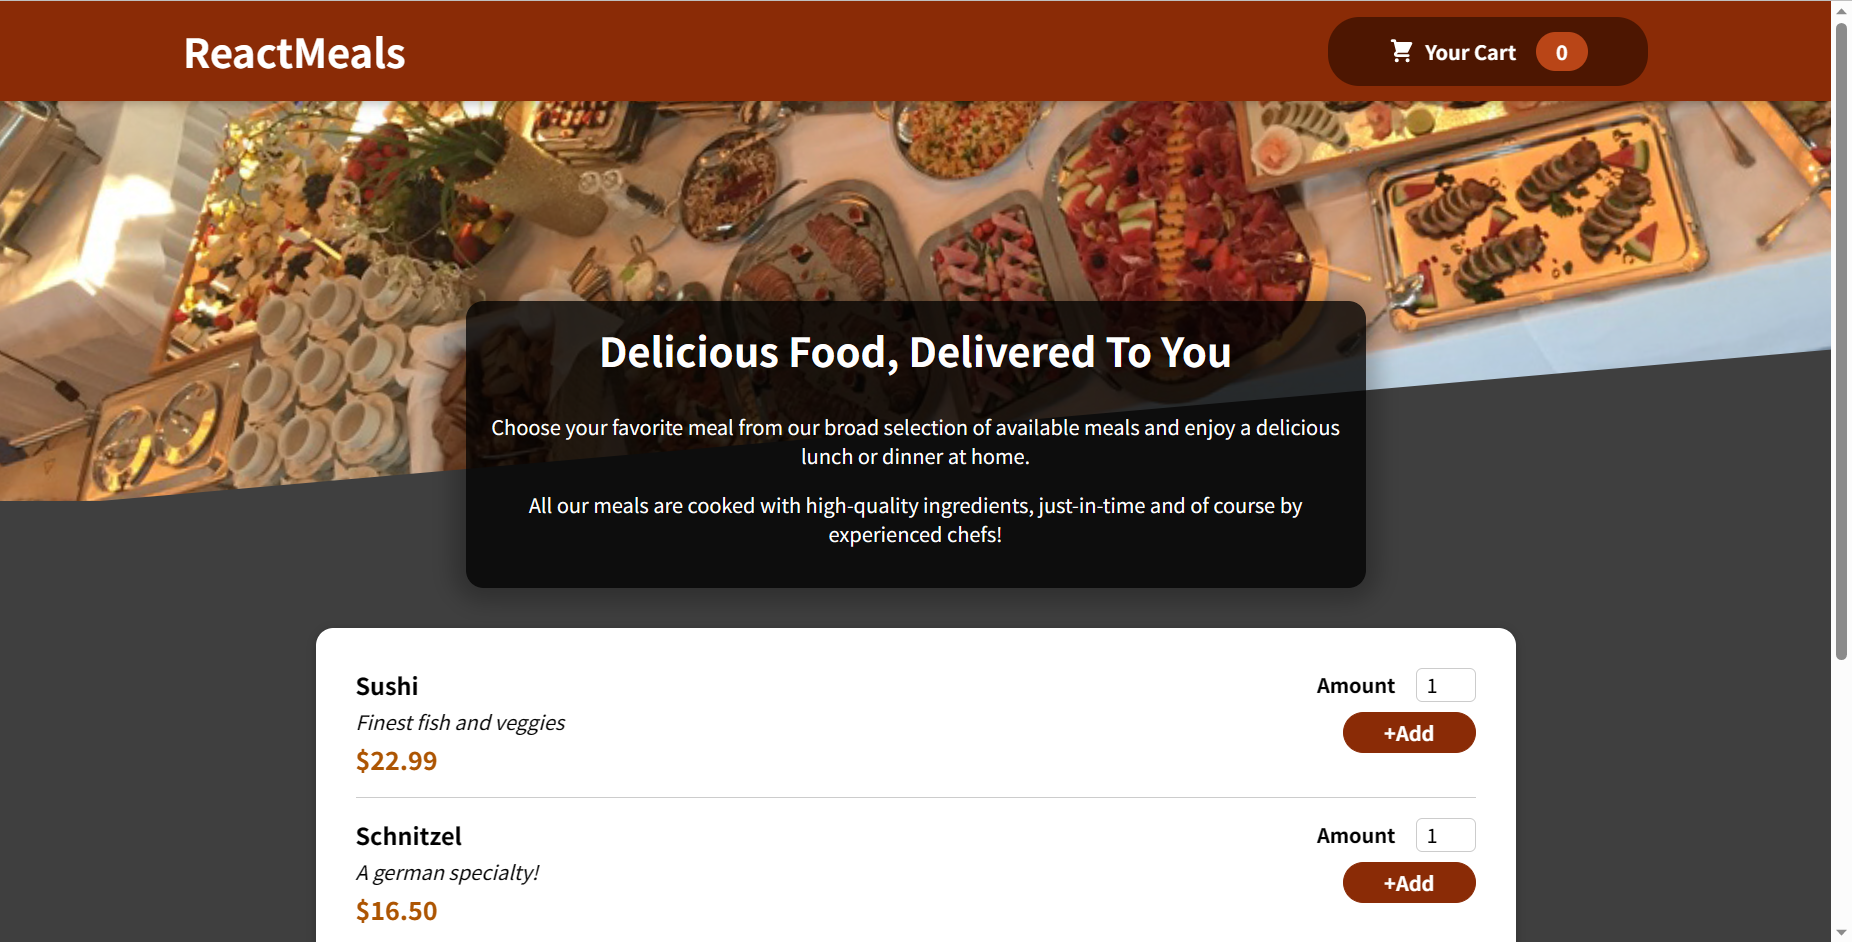 ReactMeals
Your Cart 0
Delicious Food, Delivered To You
Choose your favorite meal from our broad selection of available meals and enjoy a delicious
lunch or dinner at home.
All our meals are cooked with high-quality ingredients, just-in-time and of course by
experienced chefs!
Sushi
Finest fish and veggies
$22.99
Amount 1
+Add
Schnitzel
A german specialty!
$16.50
Amount 1
+Add